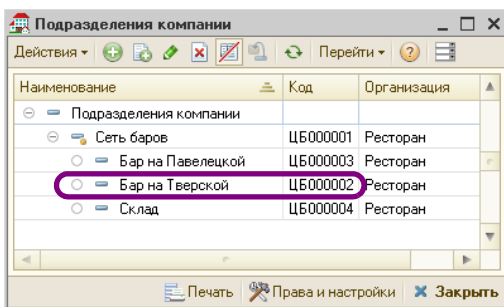 Подразделения компании
Действия Перейти
Наименование Код Организация
Подразделения компании
Сеть баров ЦБ000001 Ресторан
Бар на Павелецкой ЦБ000003 Ресторан
Бар на Тверской ЦБ000002 Ресторан
Склад ЦБ000004 Ресторан
Печать Права и настройки Закрыть